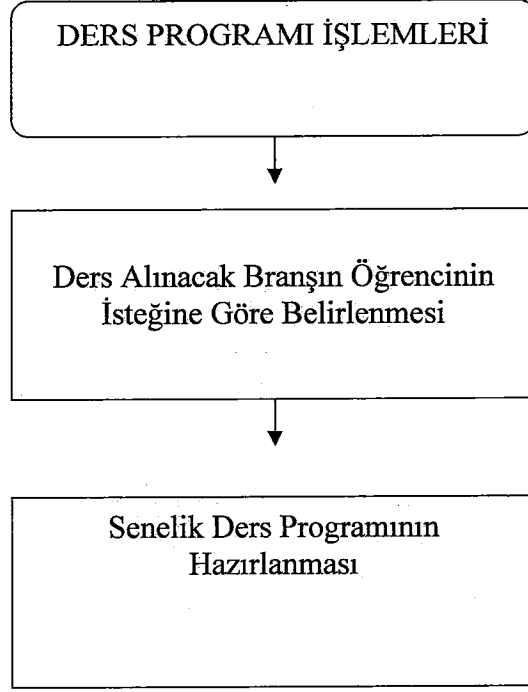 DERS PROGRAMI İŞLEMLERİ
Ders Alınacak Branşın Öğrencinin
İsteğine Göre Belirlenmesi
Senelik Ders Programının
Hazırlanması